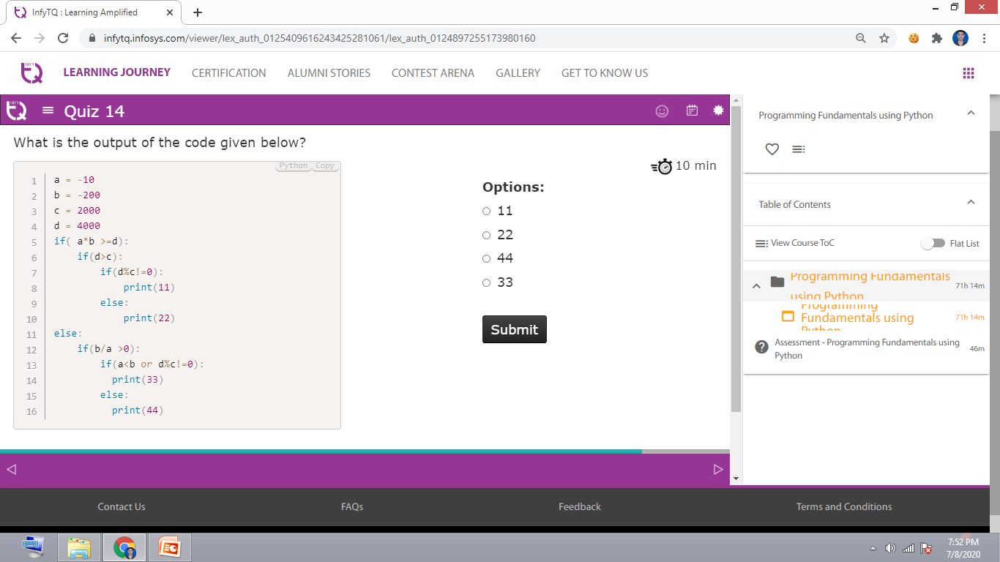 InfyTQ : Learning Amplified
infytq.infosys.com/viewer/lex_auth_0125409616243425281061/lex_auth_0124897255173980160
LEARNING JOURNEY CERTIFICATION ALUMNI STORIES CONTEST ARENA GALLERY GET TO KNOW US
Quiz 14
What is the output of the code given below?
10 min
Python Copy
1 a = -10
2 b = -200
3 c = 2000
4 d = 4000
5 if( a*b >=d):
6 if(d>c):
7 if(d%c!=0):
8 print(11)
9 else:
10 print(22)
11 else:
12 if(b/a >0):
13 if(a<b or d%c!=0):
14 print(33)
15 else:
16 print(44)
Options:
11
22
44
33
Submit
Programming Fundamentals using Python
Table of Contents
View Course ToC Flat List
Programming Fundamentals
using Python
71h 14m
Programming
Fundamentals using
Python
71h 14m
Assessment - Programming Fundamentals using
Python
46m
Contact Us FAQs Feedback Terms and Conditions
7:52 PM
7/8/2020